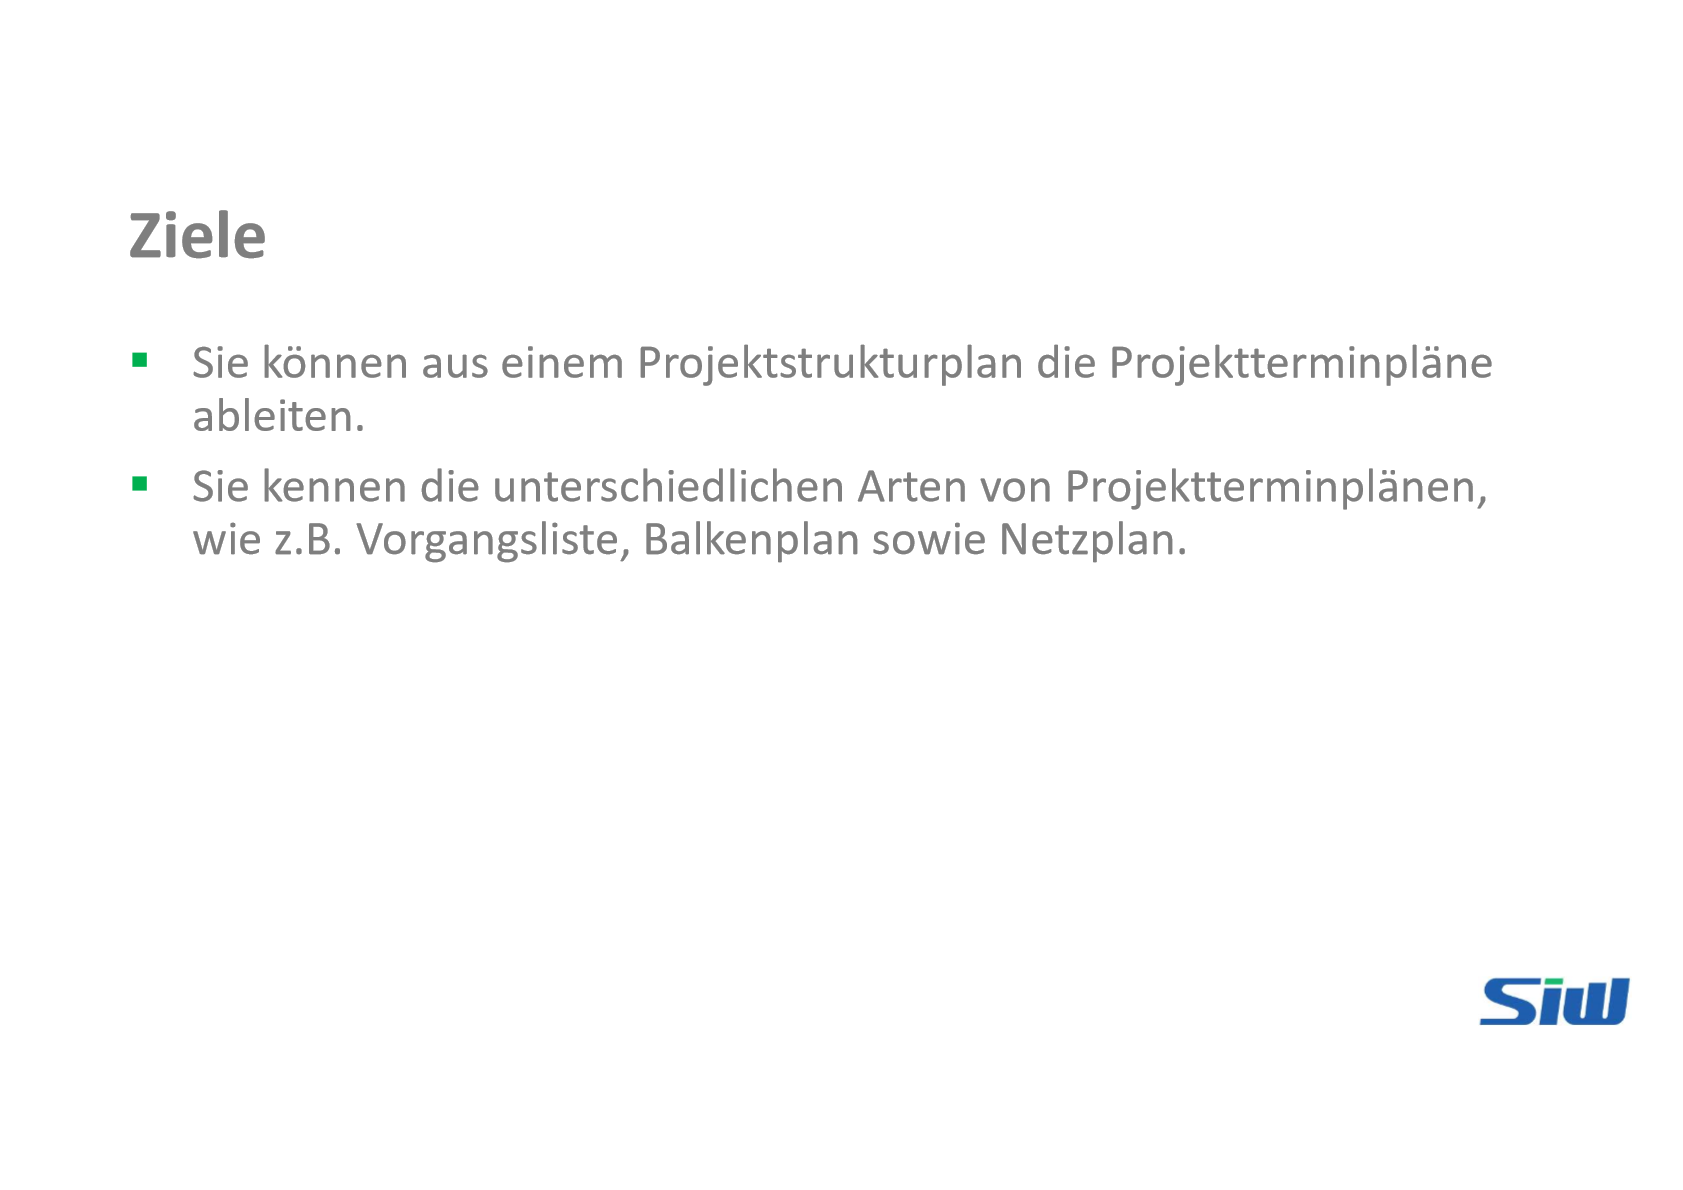 Ziele
▪ Sie können aus einem Projektstrukturplan die Projektterminpläne
ableiten.
▪ Sie kennen die unterschiedlichen Arten von Projektterminplänen,
wie z.B. Vorgangsliste, Balkenplan sowie Netzplan.
Siw